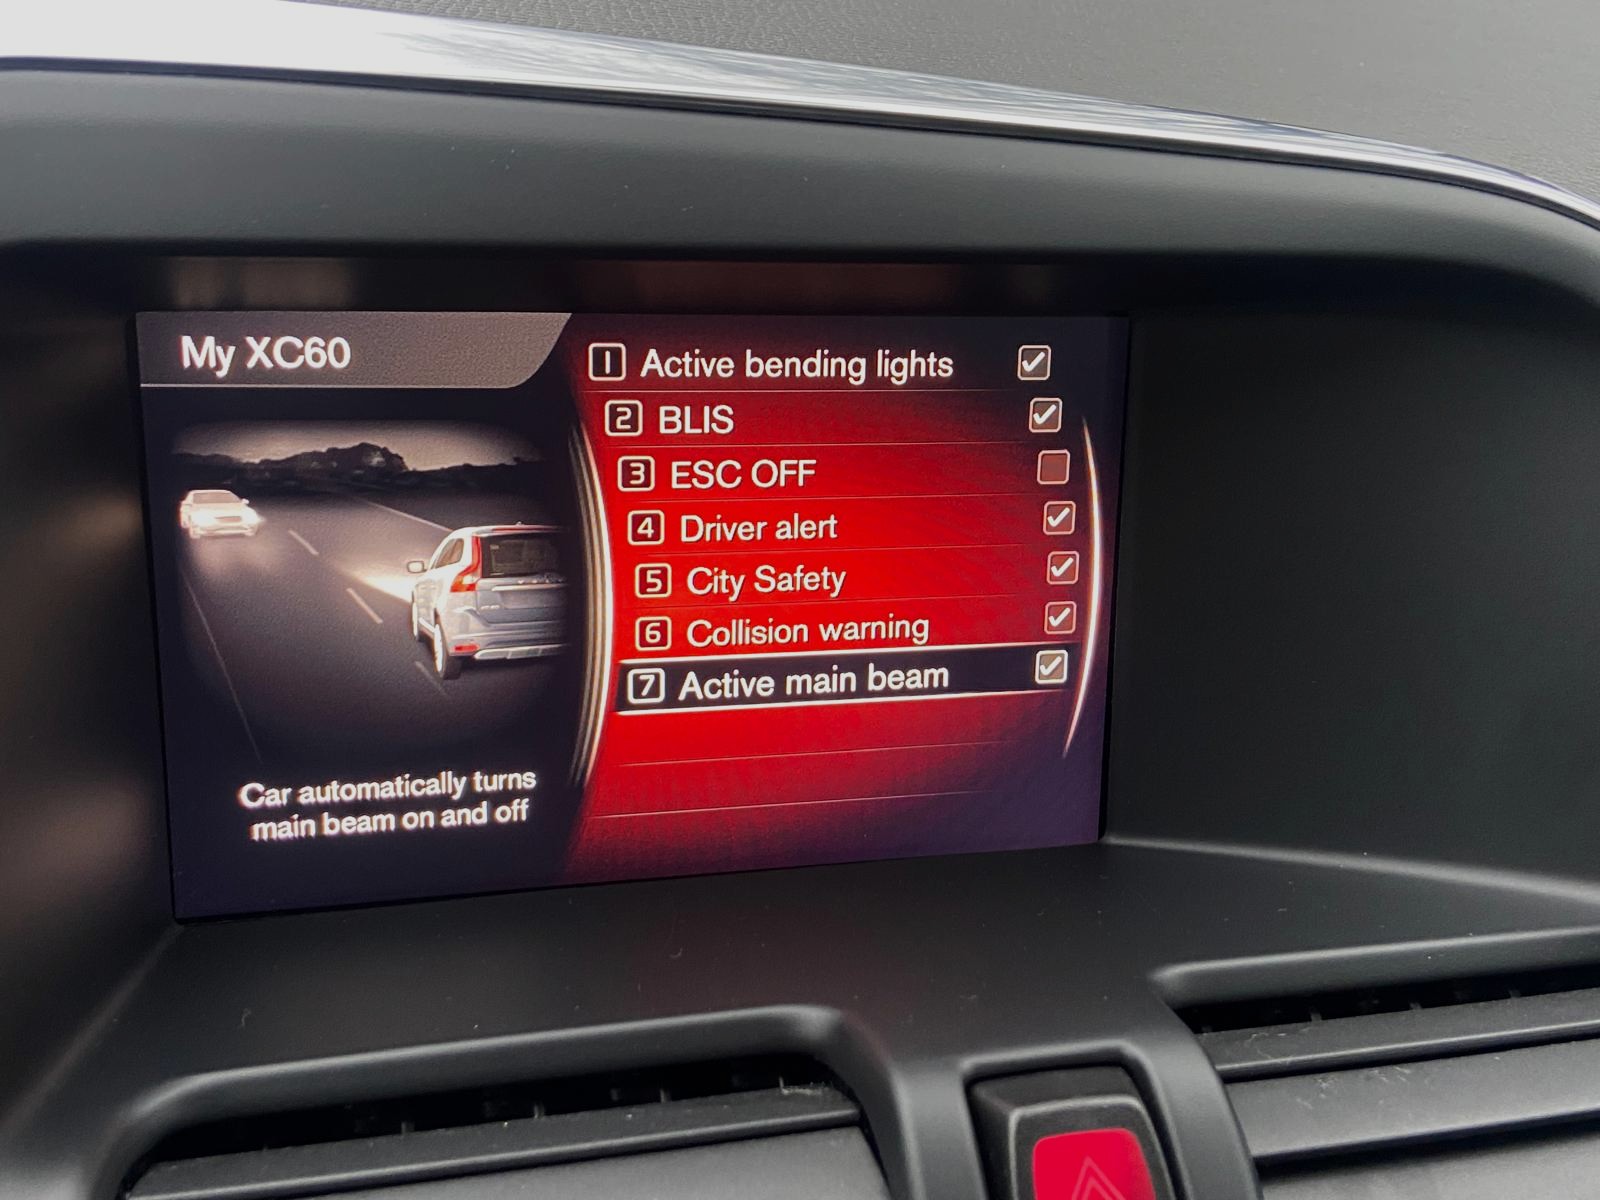 My XC60
1 Active bending lights
2 BLIS
3 ESC OFF
4 Driver alert
5 City Safety
6 Collision warning
7 Active main beam
Car automatically turns
main beam on and off